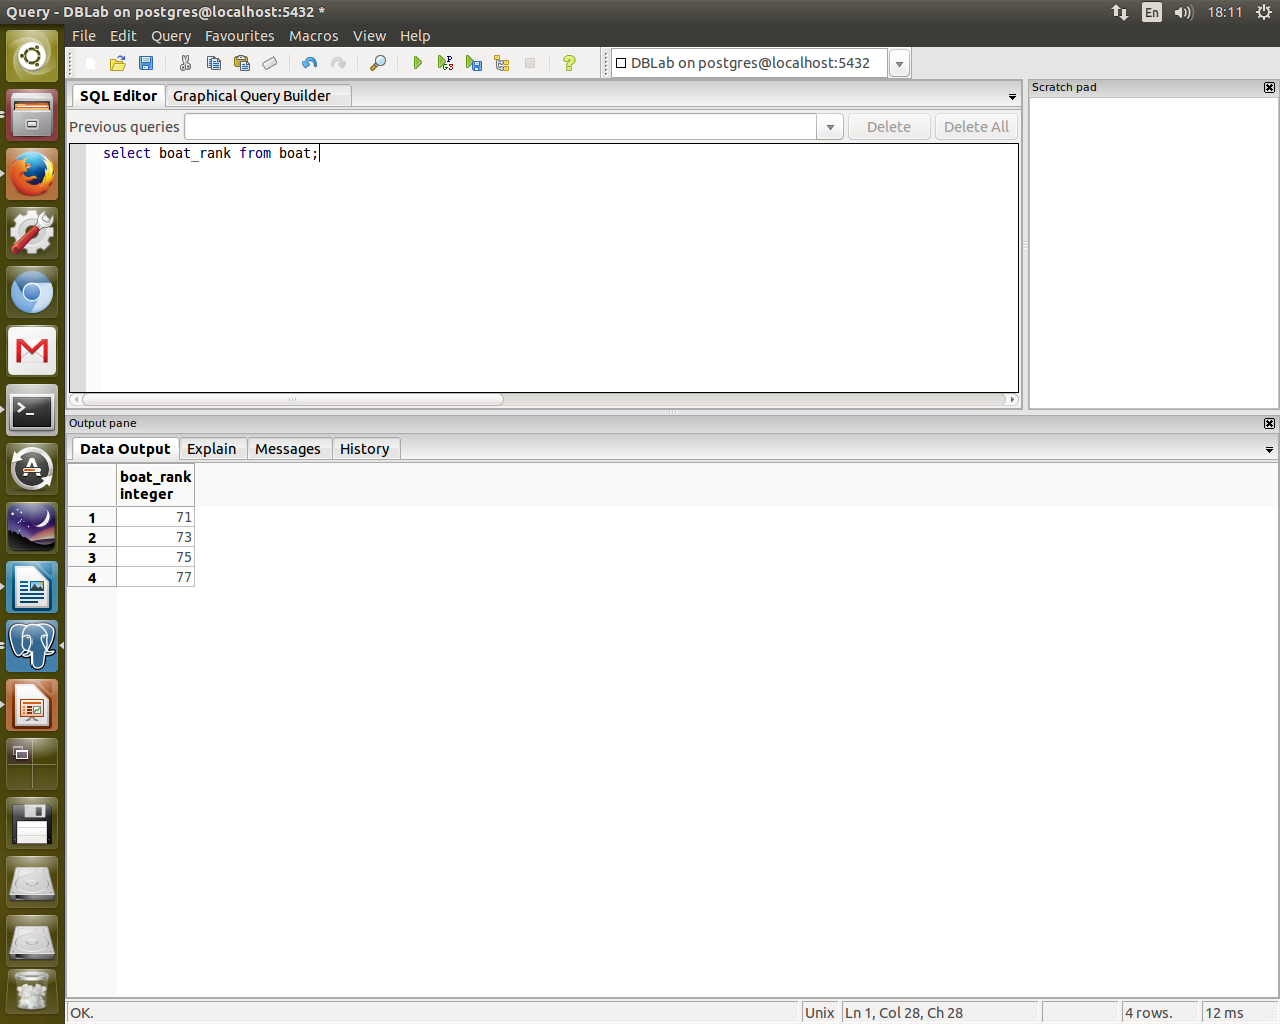 Query - DBLab on postgres@localhost:5432 *
En
18:11
File Edit Query Favourites Macros View Help
DBLab on postgres@localhost:5432
SQL Editor
Graphical Query Builder
Scratch pad
Previous queries
Delete
Delete All
select boat_rank from boat;
Output pane
Data Output
Explain
Messages
History
boat_rank
integer
1 71
2 73
3 75
4 77
OK.
Unix
Ln 1, Col 28, Ch 28
4 rows.
12 ms